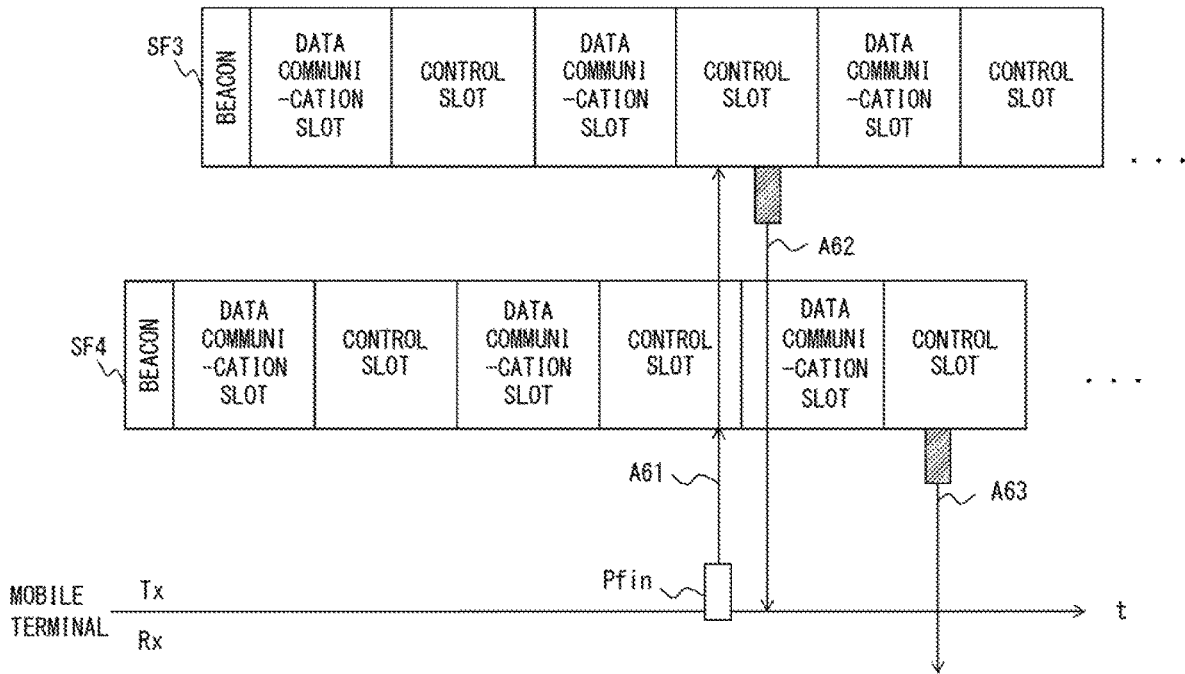 SF3
BEACON
DATA
COMMUNI
-CATION
SLOT
CONTROL
SLOT
DATA
COMMUNI
-CATION
SLOT
CONTROL
SLOT
DATA
COMMUNI
-CATION
SLOT
CONTROL
SLOT
. . .
A62
SF4
BEACON
DATA
COMMUNI
-CATION
SLOT
CONTROL
SLOT
DATA
COMMUNI
-CATION
SLOT
CONTROL
SLOT
DATA
COMMUNI
-CATION
SLOT
CONTROL
SLOT
. . .
A61
A63
Pfin
MOBILE
TERMINAL
Tx
Rx
t